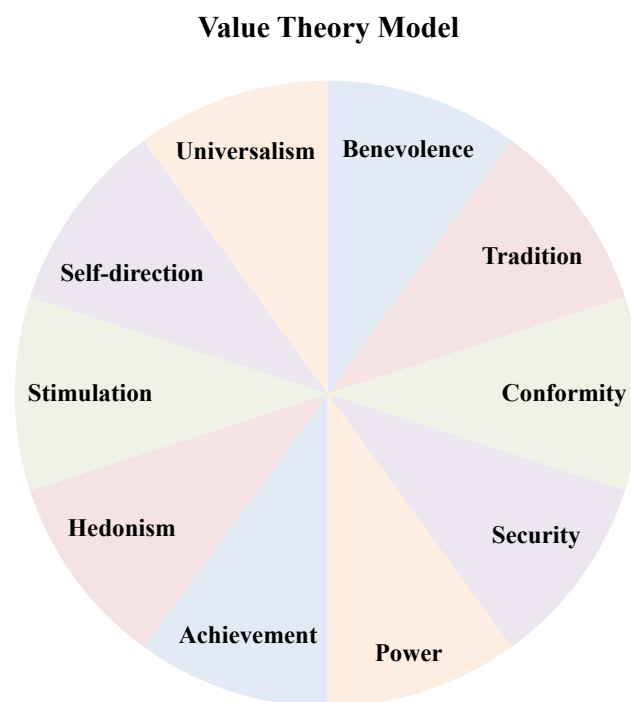 Value Theory Model
Universalism
Benevolence
Tradition
Self-direction
Stimulation
Conformity
Hedonism
Security
Achievement
Power